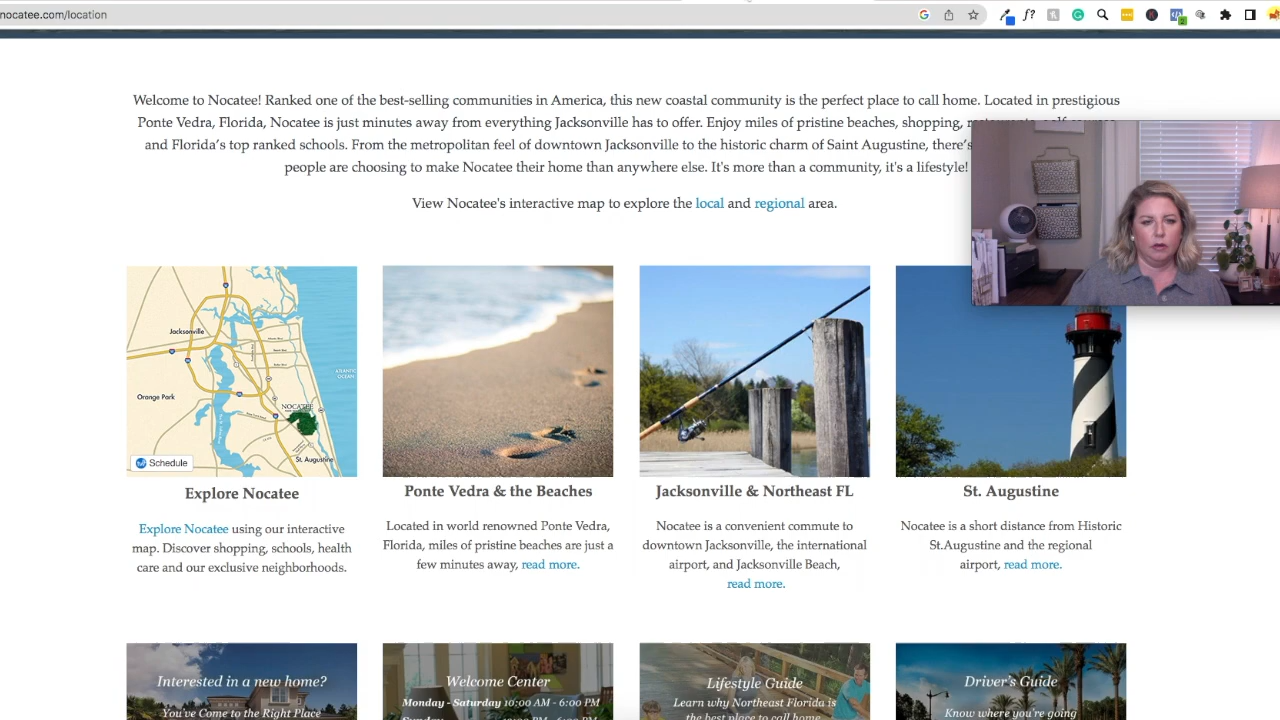 nocatee.com/location
Welcome to Nocatee! Ranked one of the best-selling communities in America, this new coastal community is the perfect place to call home. Located in prestigious
Ponte Vedra, Florida, Nocatee is just minutes away from everything Jacksonville has to offer. Enjoy miles of pristine beaches, shopping,
and Florida's top ranked schools. From the metropolitan feel of downtown Jacksonville to the historic charm of Saint Augustine, there's
people are choosing to make Nocatee their home than anywhere else. It's more than a community, it's a lifestyle!
View Nocatee's interactive map to explore the local and regional area.
Jacksonville
ATLANTIC
OCEAN
Orange Park
NOCATEE
St. Augustine
Schedule
Explore Nocatee
Explore Nocatee using our interactive
map. Discover shopping, schools, health
care and our exclusive neighborhoods.
Ponte Vedra & the Beaches
Located in world renowned Ponte Vedra,
Florida, miles of pristine beaches are just a
few minutes away, read more.
Jacksonville & Northeast FL
Nocatee is a convenient commute to
downtown Jacksonville, the international
airport, and Jacksonville Beach,
read more.
St. Augustine
Nocatee is a short distance from Historic
St.Augustine and the regional
airport, read more.
Interested in a new home?
You've Come to the Right Place
Welcome Center
Monday - Saturday 10:00 AM - 6:00 PM
Lifestyle Guide
Learn why Northeast Florida is
the best place to call home
Driver's Guide
Know where you're going